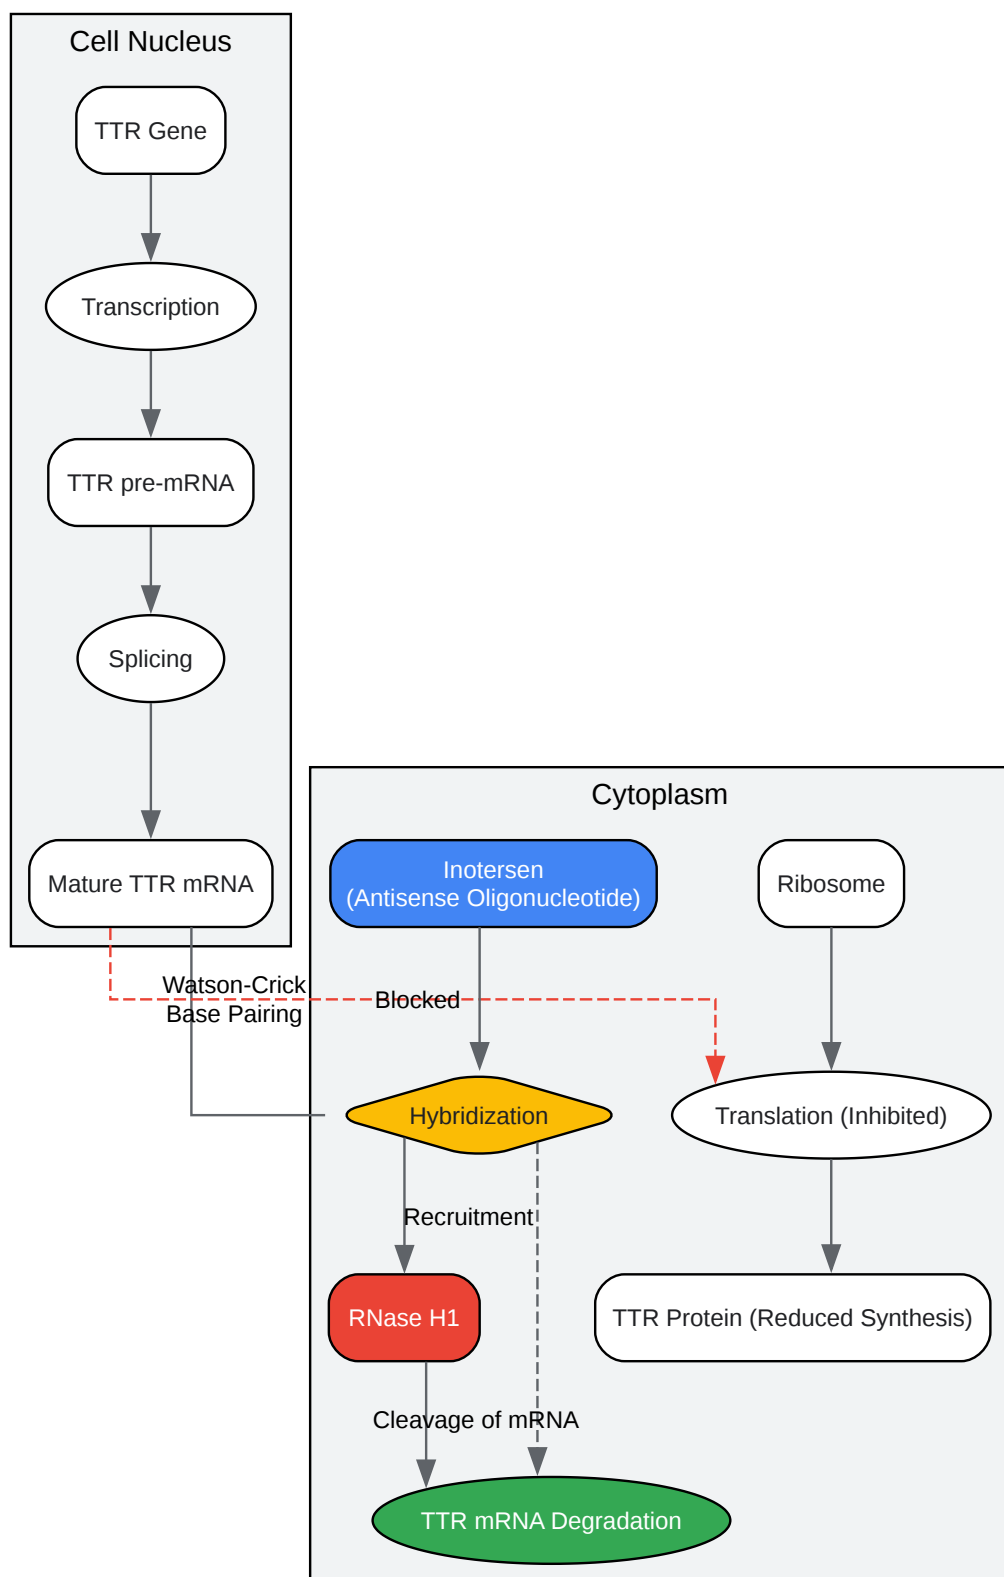 Cell Nucleus
TTR Gene
Transcription
TTR pre-mRNA
Splicing
Mature TTR mRNA
Cytoplasm
Inotersen
(Antisense Oligonucleotide)
Ribosome
Watson-Crick
Base Pairing
Blocked
Hybridization
Translation (Inhibited)
Recruitment
RNase H1
TTR Protein (Reduced Synthesis)
Cleavage of mRNA
TTR mRNA Degradation